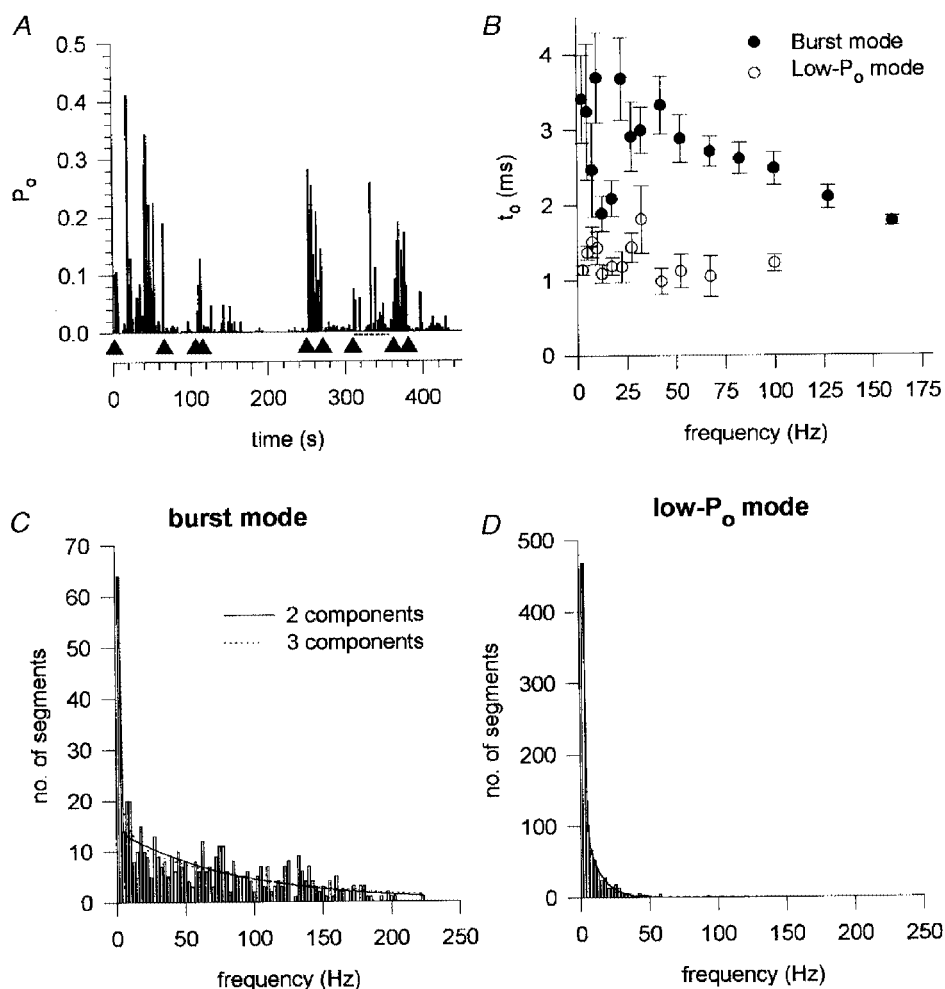 A
B
0.5
0.4
0.3
0.2
0.1
0.0
P_o
0 100 200 300 400
time (s)
4
3
2
1
0
t_o (ms)
Burst mode
Low-P_o mode
0 25 50 75 100 125 150 175
frequency (Hz)
C
burst mode
70
60
50
40
30
20
10
0
no. of segments
2 components
3 components
0 50 100 150 200 250
frequency (Hz)
D
low-P_o mode
500
400
300
200
100
0
no. of segments
0 50 100 150 200 250
frequency (Hz)